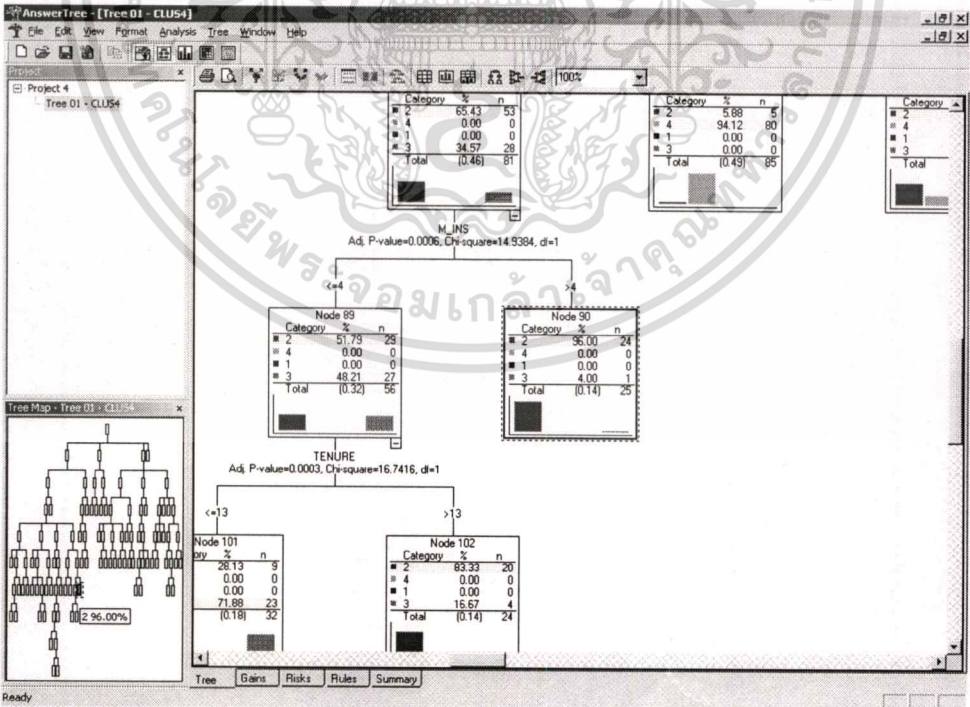 AnswerTree - [Tree 01 - CLUS4]
File Edit View Format Analysis Tree Window Help
Project
Project 4
Tree 01 - CLUS4
100%
Category % n
2 65.43 53
4 0.00 0
1 0.00 0
3 34.57 28
Total (0.46) 81
Category % n
2 5.88 5
4 94.12 80
1 0.00 0
3 0.00 0
Total (0.49) 85
Category
2
4
1
3
Total
M_INS
Adj. P-value=0.0006, Chi-square=14.9384, df=1
<=4
>4
Node 89
Category % n
2 51.79 29
4 0.00 0
1 0.00 0
3 48.21 27
Total (0.32) 56
Node 90
Category % n
2 96.00 24
4 0.00 0
1 0.00 0
3 4.00 1
Total (0.14) 25
TENURE
Adj. P-value=0.0003, Chi-square=16.7416, df=1
<=13
>13
Node 101
ory % n
28.13 9
0.00 0
0.00 0
71.88 23
(0.18) 32
Node 102
Category % n
2 83.33 20
4 0.00 0
1 0.00 0
3 16.67 4
Total (0.14) 24
Tree Map - Tree 01 - CLUS4
2 96.00%
Tree Gains Risks Rules Summary
Ready